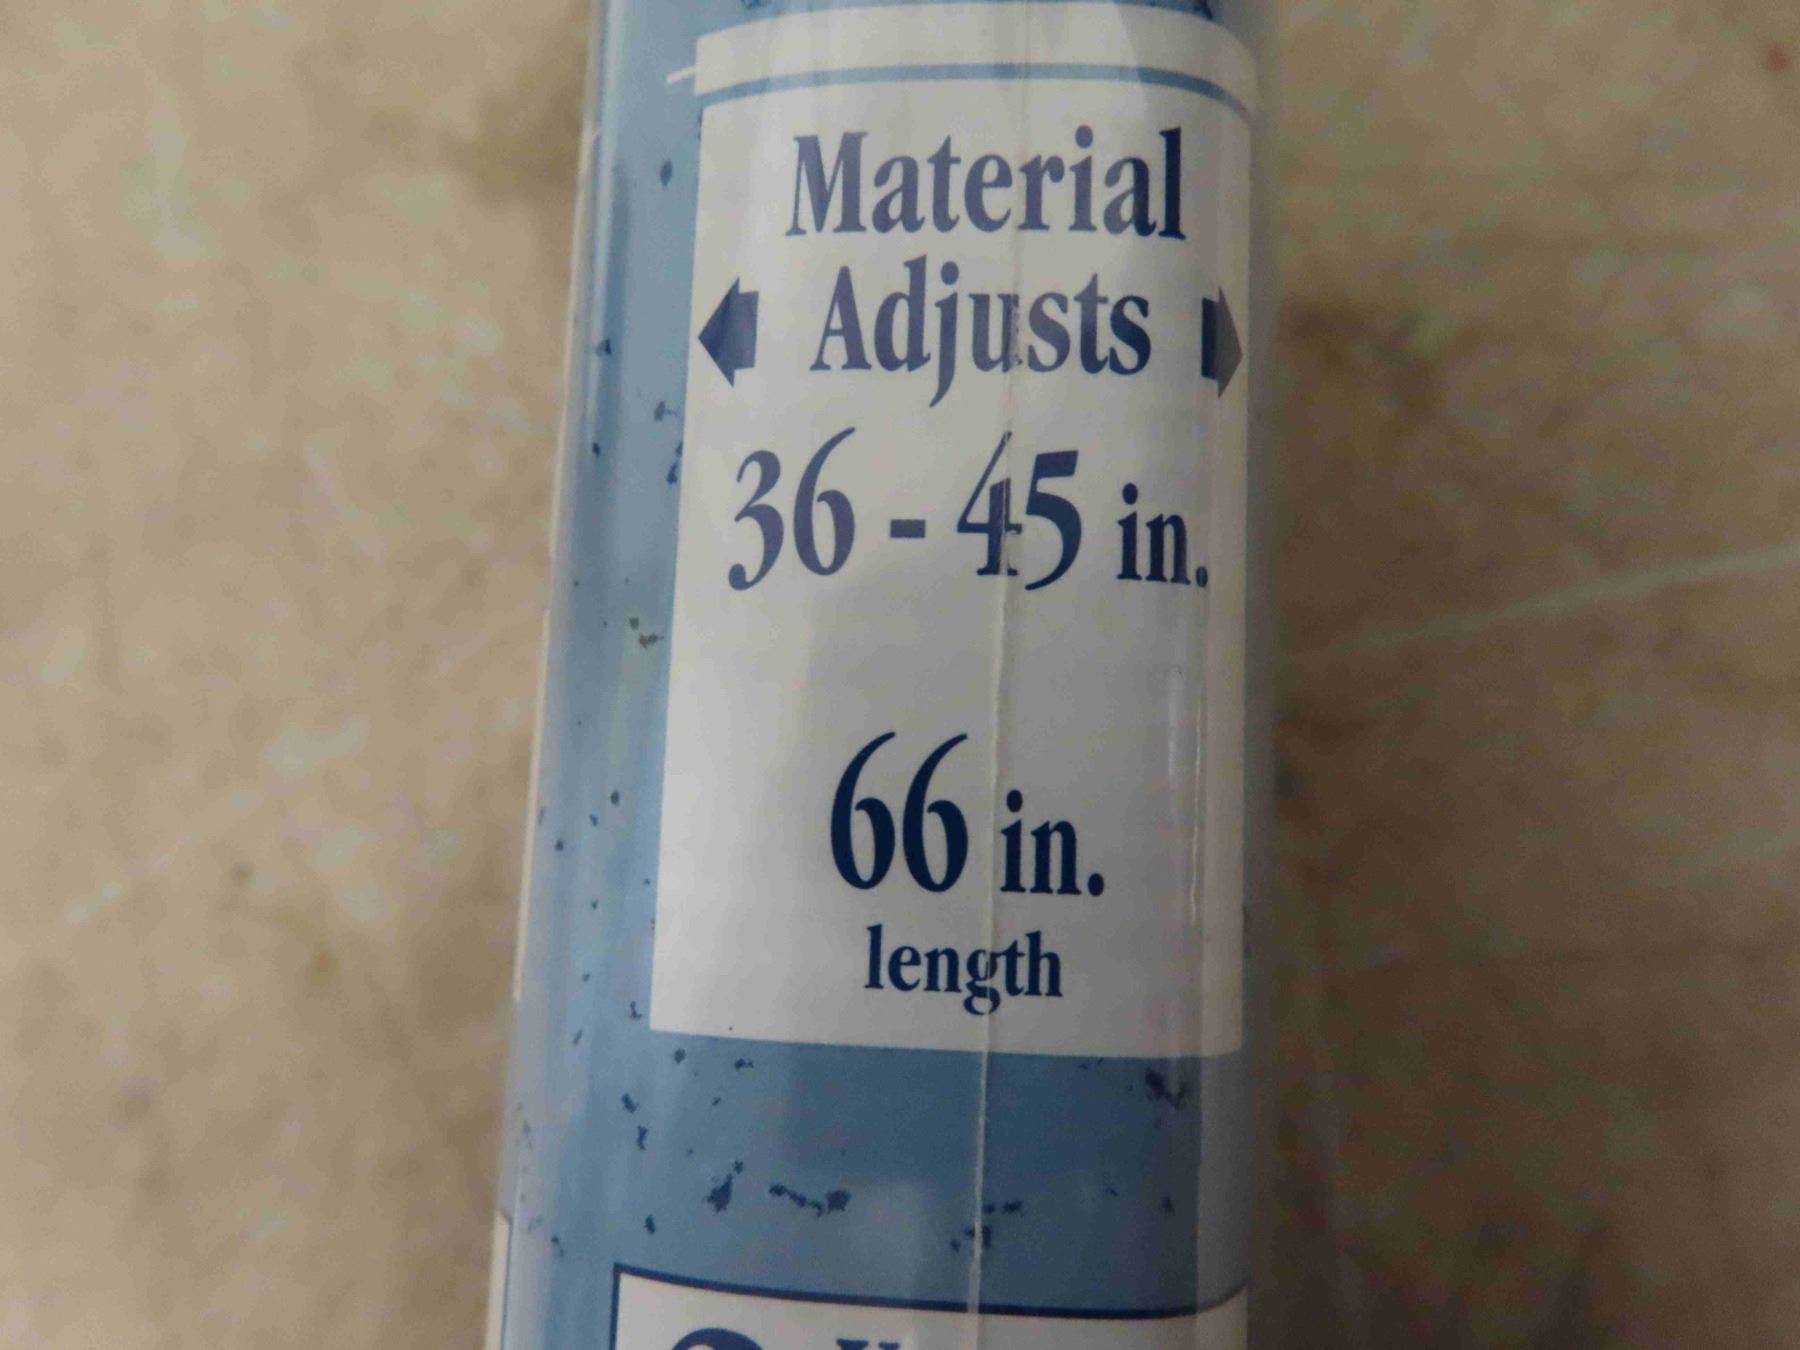 Material
Adjusts
36 - 45 in.
66 in.
length